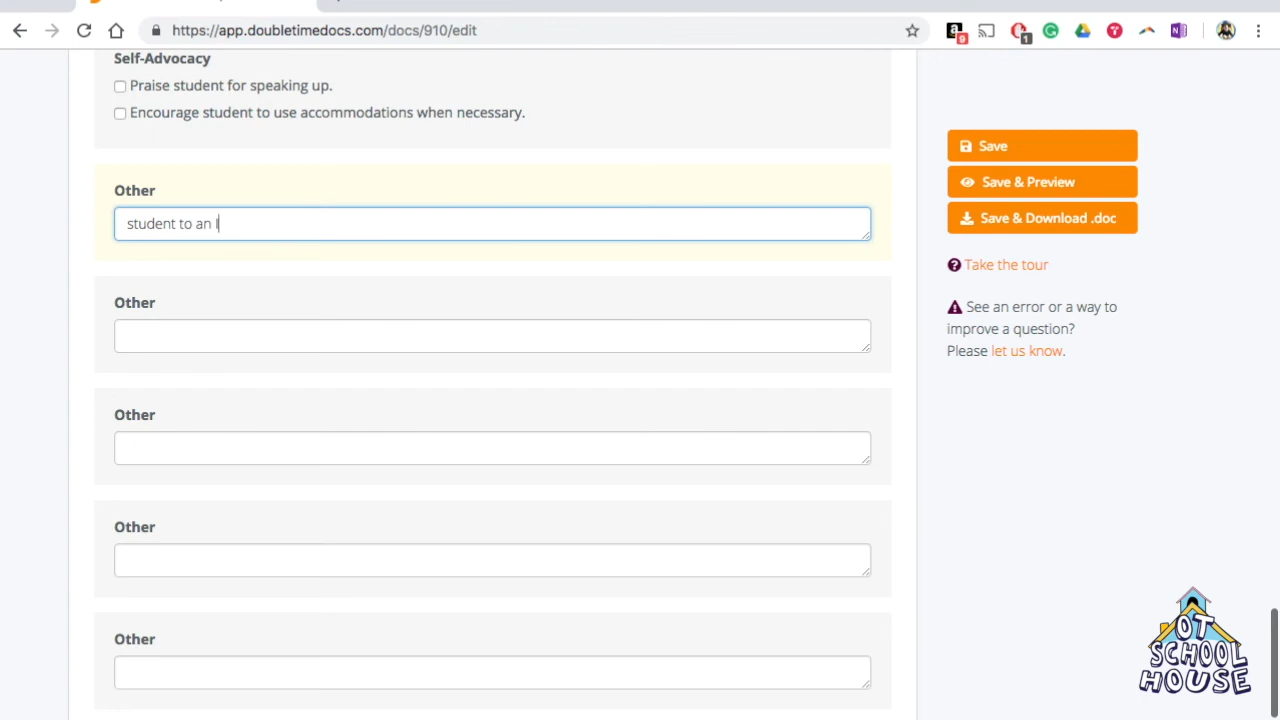 https://app.doubletimedocs.com/docs/910/edit
9
1
Self-Advocacy
Praise student for speaking up.
Encourage student to use accommodations when necessary.
Other
student to an I
Other
Other
Other
Other
Save
Save & Preview
Save & Download .doc
Take the tour
See an error or a way to
improve a question?
Please let us know.
OT
SCHOOL
HOUSE